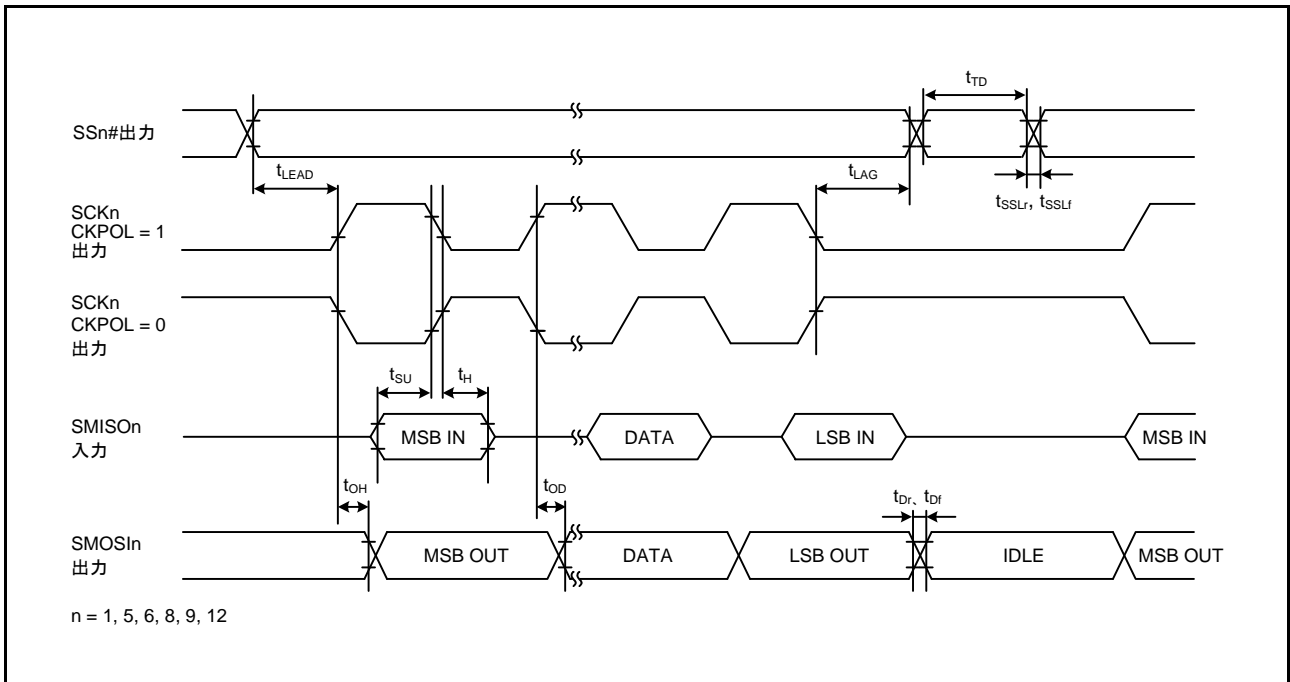 tTD
SSn#出力
tLEAD
tLAG
tSSLr, tSSLf
SCKn
CKPOL = 1
出力
SCKn
CKPOL = 0
出力
tSU
tH
SMISOn
入力
MSB IN
DATA
LSB IN
MSB IN
tOH
tOD
tDr、tDf
SMOSIn
出力
MSB OUT
DATA
LSB OUT
IDLE
MSB OUT
n = 1, 5, 6, 8, 9, 12